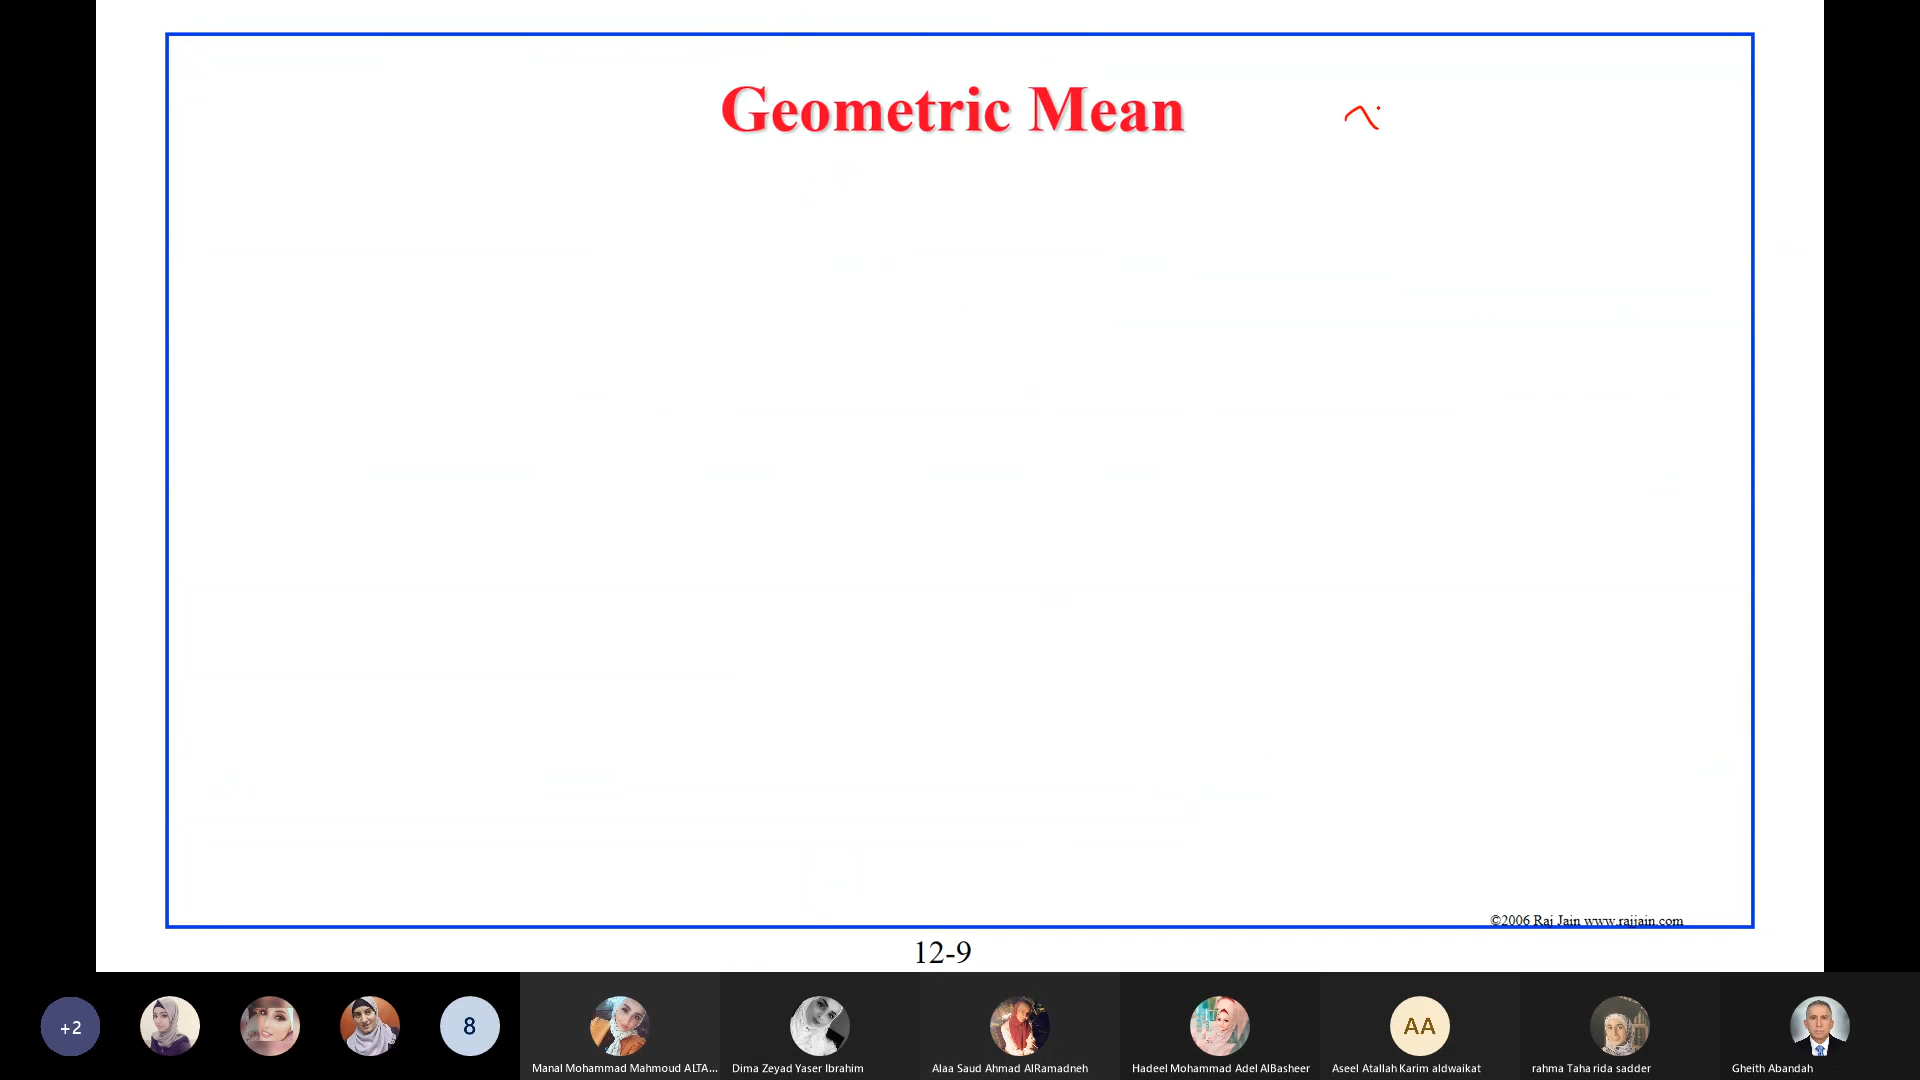 Geometric Mean
©2006 Raj Jain www.rajjain.com
12-9
+2
8
AA
Manal Mohammad Mahmoud ALTA... Dima Zeyad Yaser Ibrahim Alaa Saud Ahmad AlRamadneh Hadeel Mohammad Adel AlBasheer Aseel Atallah Karim aldwaikat rahma Taha rida sadder Gheith Abandah